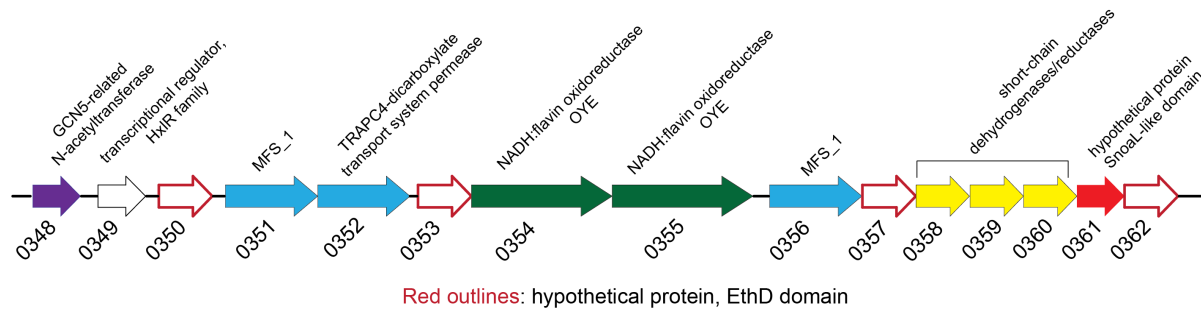 GCN5-related
N-acetyltransferase
transcriptional regulator,
HxlR family
MFS_1
TRAPC4-dicarboxylate
transport system permease
NADH:flavin oxidoreductase
OYE
NADH:flavin oxidoreductase
OYE
MFS_1
short-chain
dehydrogenases/reductases
hypothetical protein
SnoaL-like domain
0348
0349
0350
0351
0352
0353
0354
0355
0356
0357
0358
0359
0360
0361
0362
Red outlines: hypothetical protein, EthD domain